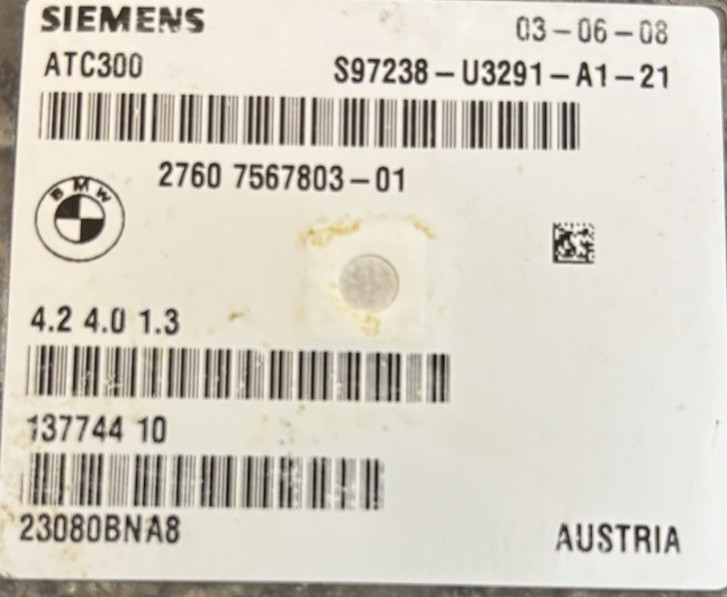 SIEMENS 03-06-08
ATC300 S97238-U3291-A1-21
2760 7567803-01
BMW
4.2 4.0 1.3
137744 10
23080BNA8
AUSTRIA